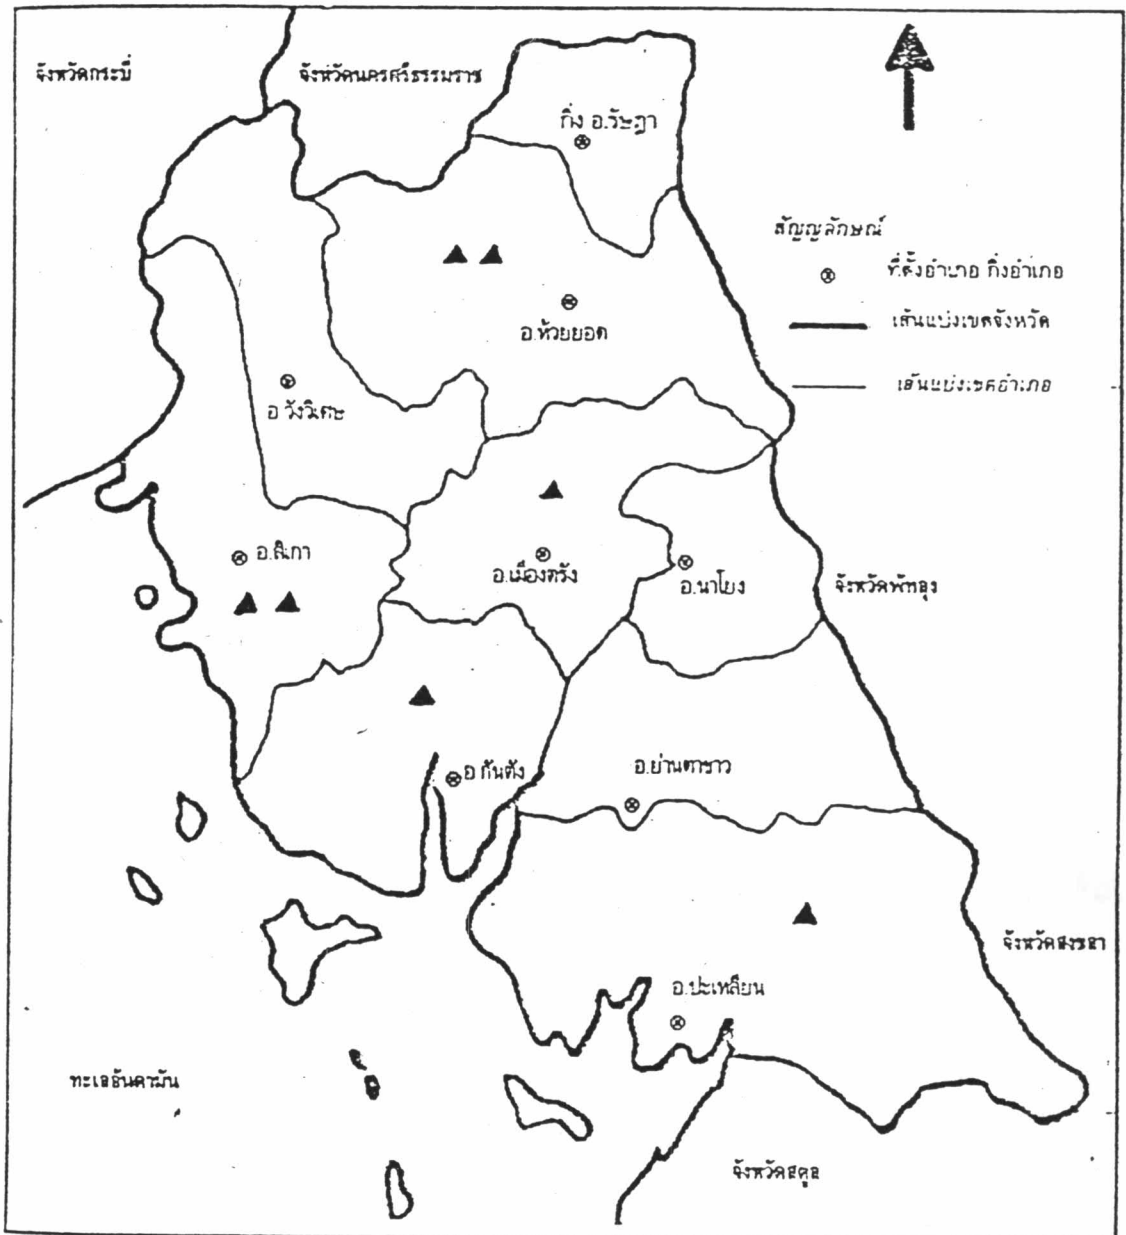 จังหวัดกระบี่
จังหวัดนครศรีธรรมราช
กิ่ง อ.รัษฎา
สัญญลักษณ์
ที่ตั้งอำเภอ กิ่งอำเภอ
เส้นแบ่งเขตจังหวัด
เส้นแบ่งเขตอำเภอ
อ.ห้วยยอด
อ วังวิเศษ
อ.สิเกา
อ.เมืองตรัง
อ.นาโยง
จังหวัดพัทลุง
อ.ย่านตาขาว
อ กันตัง
จังหวัดสงขลา
อ.ปะเหลียน
ทะเลอันดามัน
จังหวัดสตูล